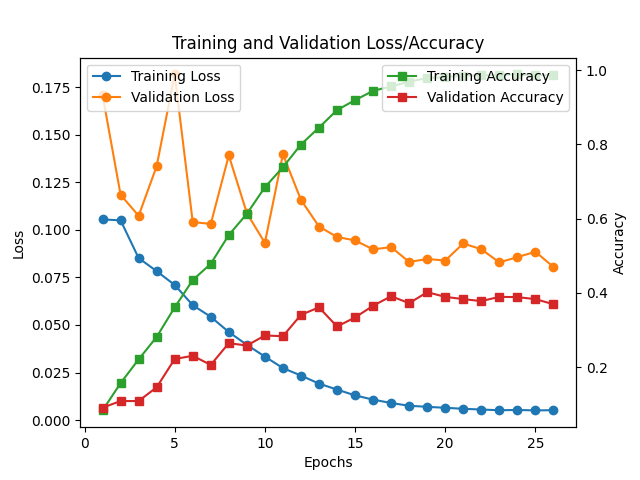 Training and Validation Loss/Accuracy
Training Loss
Validation Loss
Training Accuracy
Validation Accuracy
0.175
0.150
0.125
0.100
0.075
0.050
0.025
0.000
Loss
1.0
0.8
0.6
0.4
0.2
Accuracy
0 5 10 15 20 25
Epochs